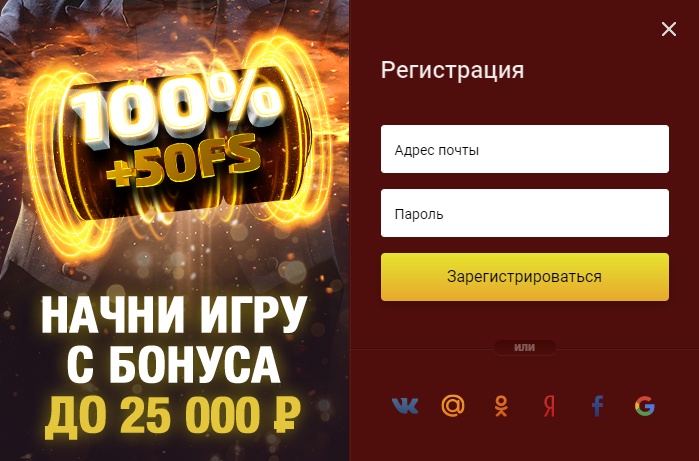 100%
+50FS
НАЧНИ ИГРУ
С БОНУСА
ДО 25 000 ₽
Регистрация
Адрес почты
Пароль
Зарегистрироваться
или